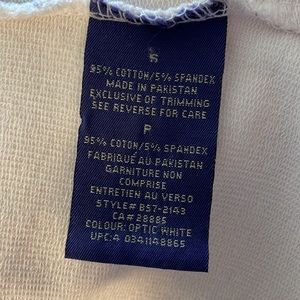 S
95% COTTON/5% SPANDEX
MADE IN PAKISTAN
EXCLUSIVE OF TRIMMING
SEE REVERSE FOR CARE
P
95% COTON/5% SPANDEX
FABRIQUÉ AU PAKISTAN
GARNITURE NON
COMPRISE
ENTRETIEN AU VERSO
STYLE# BS7-2143
CA# 28885
COLOUR: OPTIC WHITE
UPC: 4 0341148865